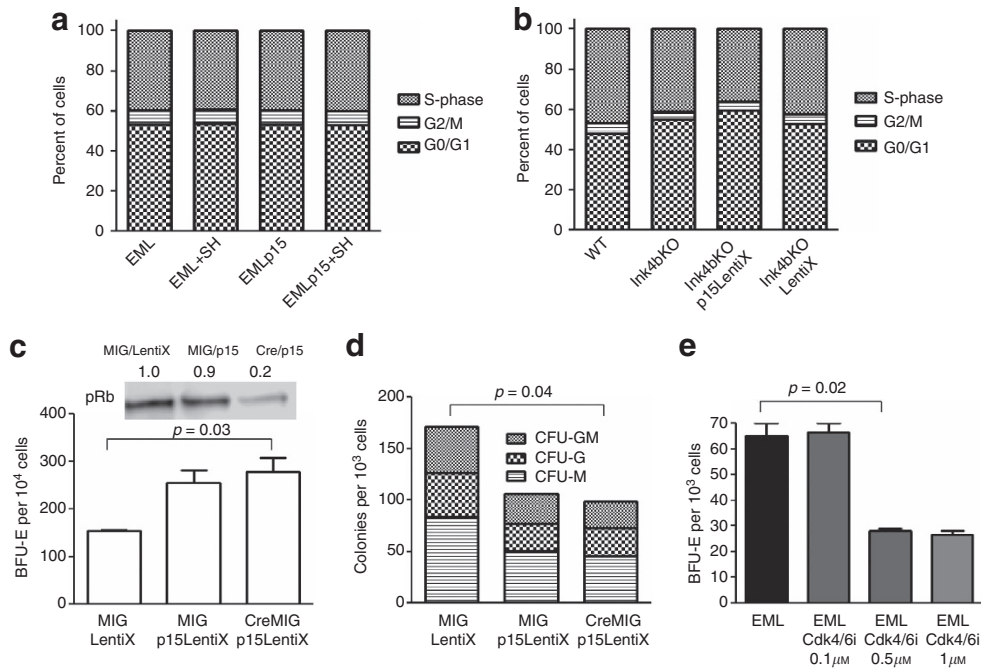 a
Percent of cells
100
80
60
40
20
0
EML
EML+SH
EMLp15
EMLp15+SH
S-phase
G2/M
G0/G1
b
Percent of cells
100
80
60
40
20
0
WT
Ink4bKO
Ink4bKO
p15LentiX
Ink4bKO
LentiX
S-phase
G2/M
G0/G1
c
MIG/LentiX MIG/p15 Cre/p15
1.0 0.9 0.2
pRb
p = 0.03
BFU-E per 10⁴ cells
400
300
200
100
0
MIG
LentiX
MIG
p15LentiX
CreMIG
p15LentiX
d
p = 0.04
Colonies per 10³ cells
200
150
100
50
0
CFU-GM
CFU-G
CFU-M
MIG
LentiX
MIG
p15LentiX
CreMIG
p15LentiX
e
p = 0.02
BFU-E per 10³ cells
70
60
50
40
30
20
10
0
EML
EML
Cdk4/6i
0.1μM
EML
Cdk4/6i
0.5μM
EML
Cdk4/6i
1μM